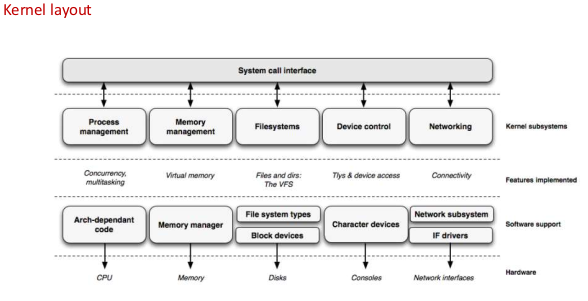 Kernel layout
System call interface
Process
management
Memory
management
Filesystems
Device control
Networking
Kernel subsystems
Concurrency,
multitasking
Virtual memory
Files and dirs:
The VFS
Ttys & device access
Connectivity
Features implemented
Arch-dependant
code
Memory manager
File system types
Block devices
Character devices
Network subsystem
IF drivers
Software support
CPU
Memory
Disks
Consoles
Network interfaces
Hardware